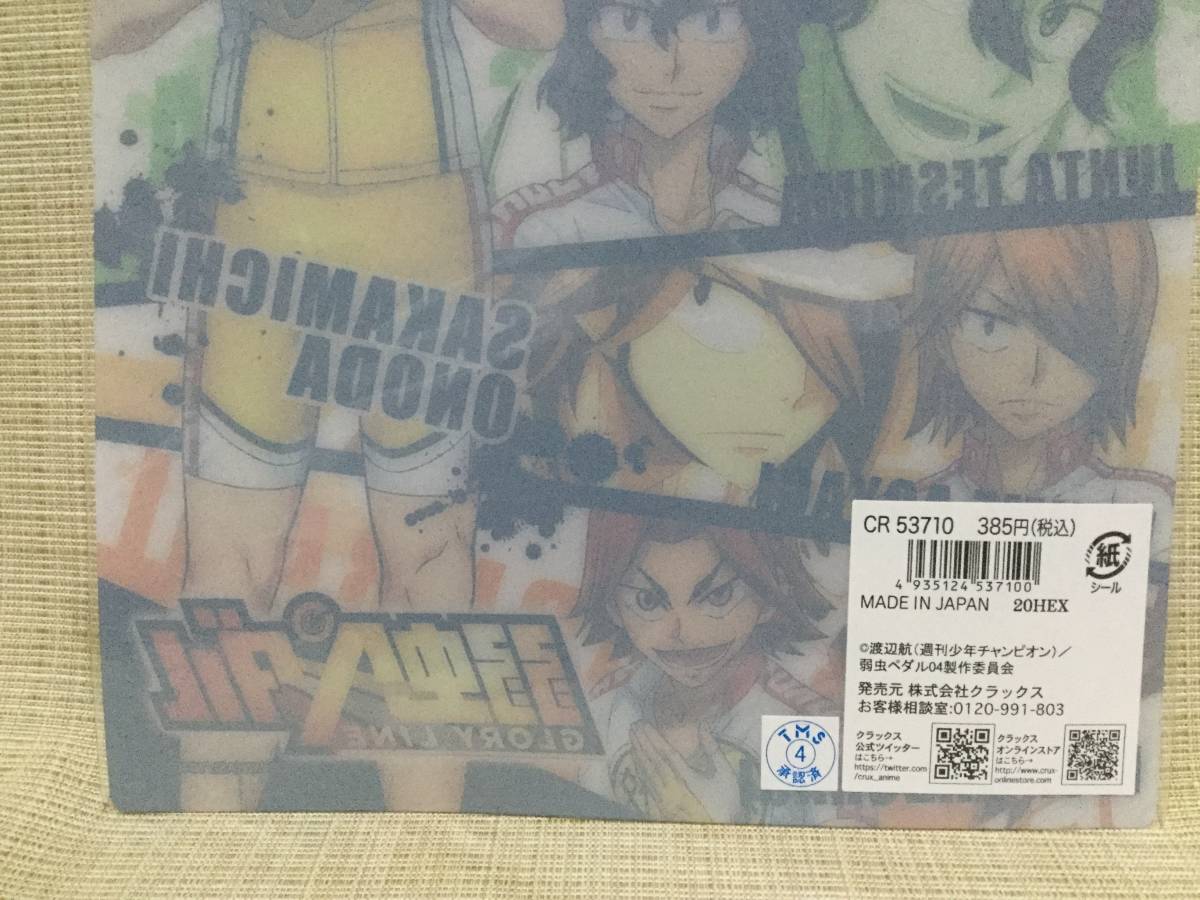 JUNTA TESHIMA
SAKAMICHI
ONODA
弱虫ペダル
GLORY LINE
CR 53710 385円(税込)
4 935124 537100
MADE IN JAPAN 20HEX
紙
シール
©渡辺航(週刊少年チャンピオン)/
弱虫ペダル04製作委員会
発売元 株式会社クラックス
お客様相談室:0120-991-803
クラックス
公式ツイッター
はこちら→
https://twitter.com
/crux_anime
クラックス
オンラインストア
はこちら→
http://www.crux-
onlinestore.com
TMS
4
承認済